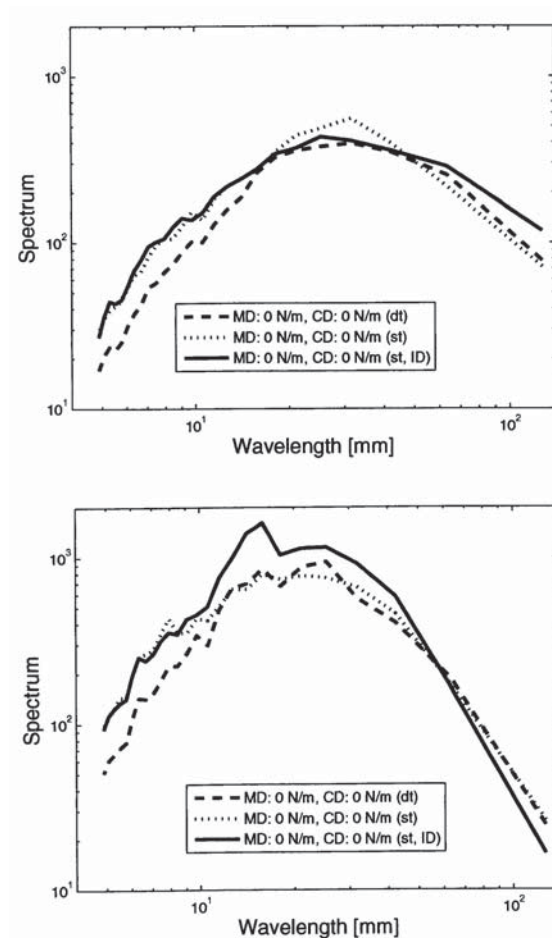 10³
10²
10¹
Spectrum
MD: 0 N/m, CD: 0 N/m (dt)
MD: 0 N/m, CD: 0 N/m (st)
MD: 0 N/m, CD: 0 N/m (st, ID)
10¹
10²
Wavelength [mm]
10³
10²
10¹
Spectrum
MD: 0 N/m, CD: 0 N/m (dt)
MD: 0 N/m, CD: 0 N/m (st)
MD: 0 N/m, CD: 0 N/m (st, ID)
10¹
10²
Wavelength [mm]